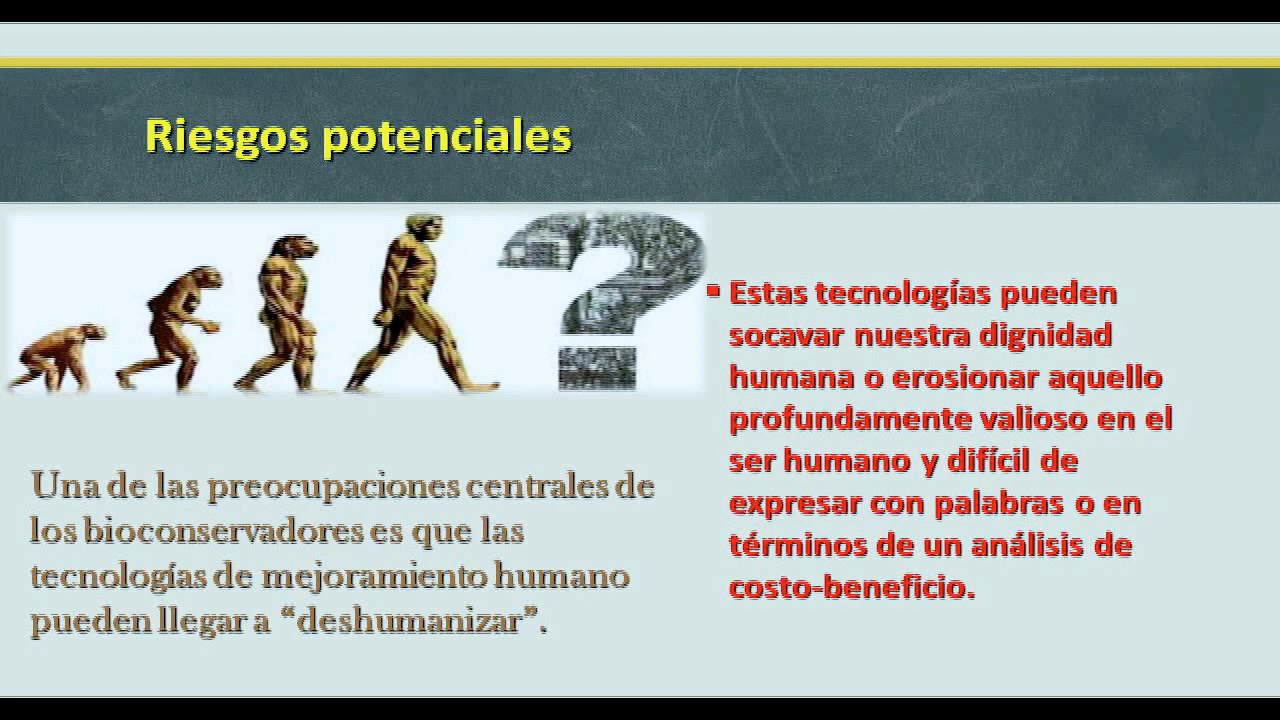 Riesgos potenciales
Una de las preocupaciones centrales de
los bioconservadores es que las
tecnologías de mejoramiento humano
pueden llegar a “deshumanizar”.
▪ Estas tecnologías pueden
socavar nuestra dignidad
humana o erosionar aquello
profundamente valioso en el
ser humano y difícil de
expresar con palabras o en
términos de un análisis de
costo-beneficio.